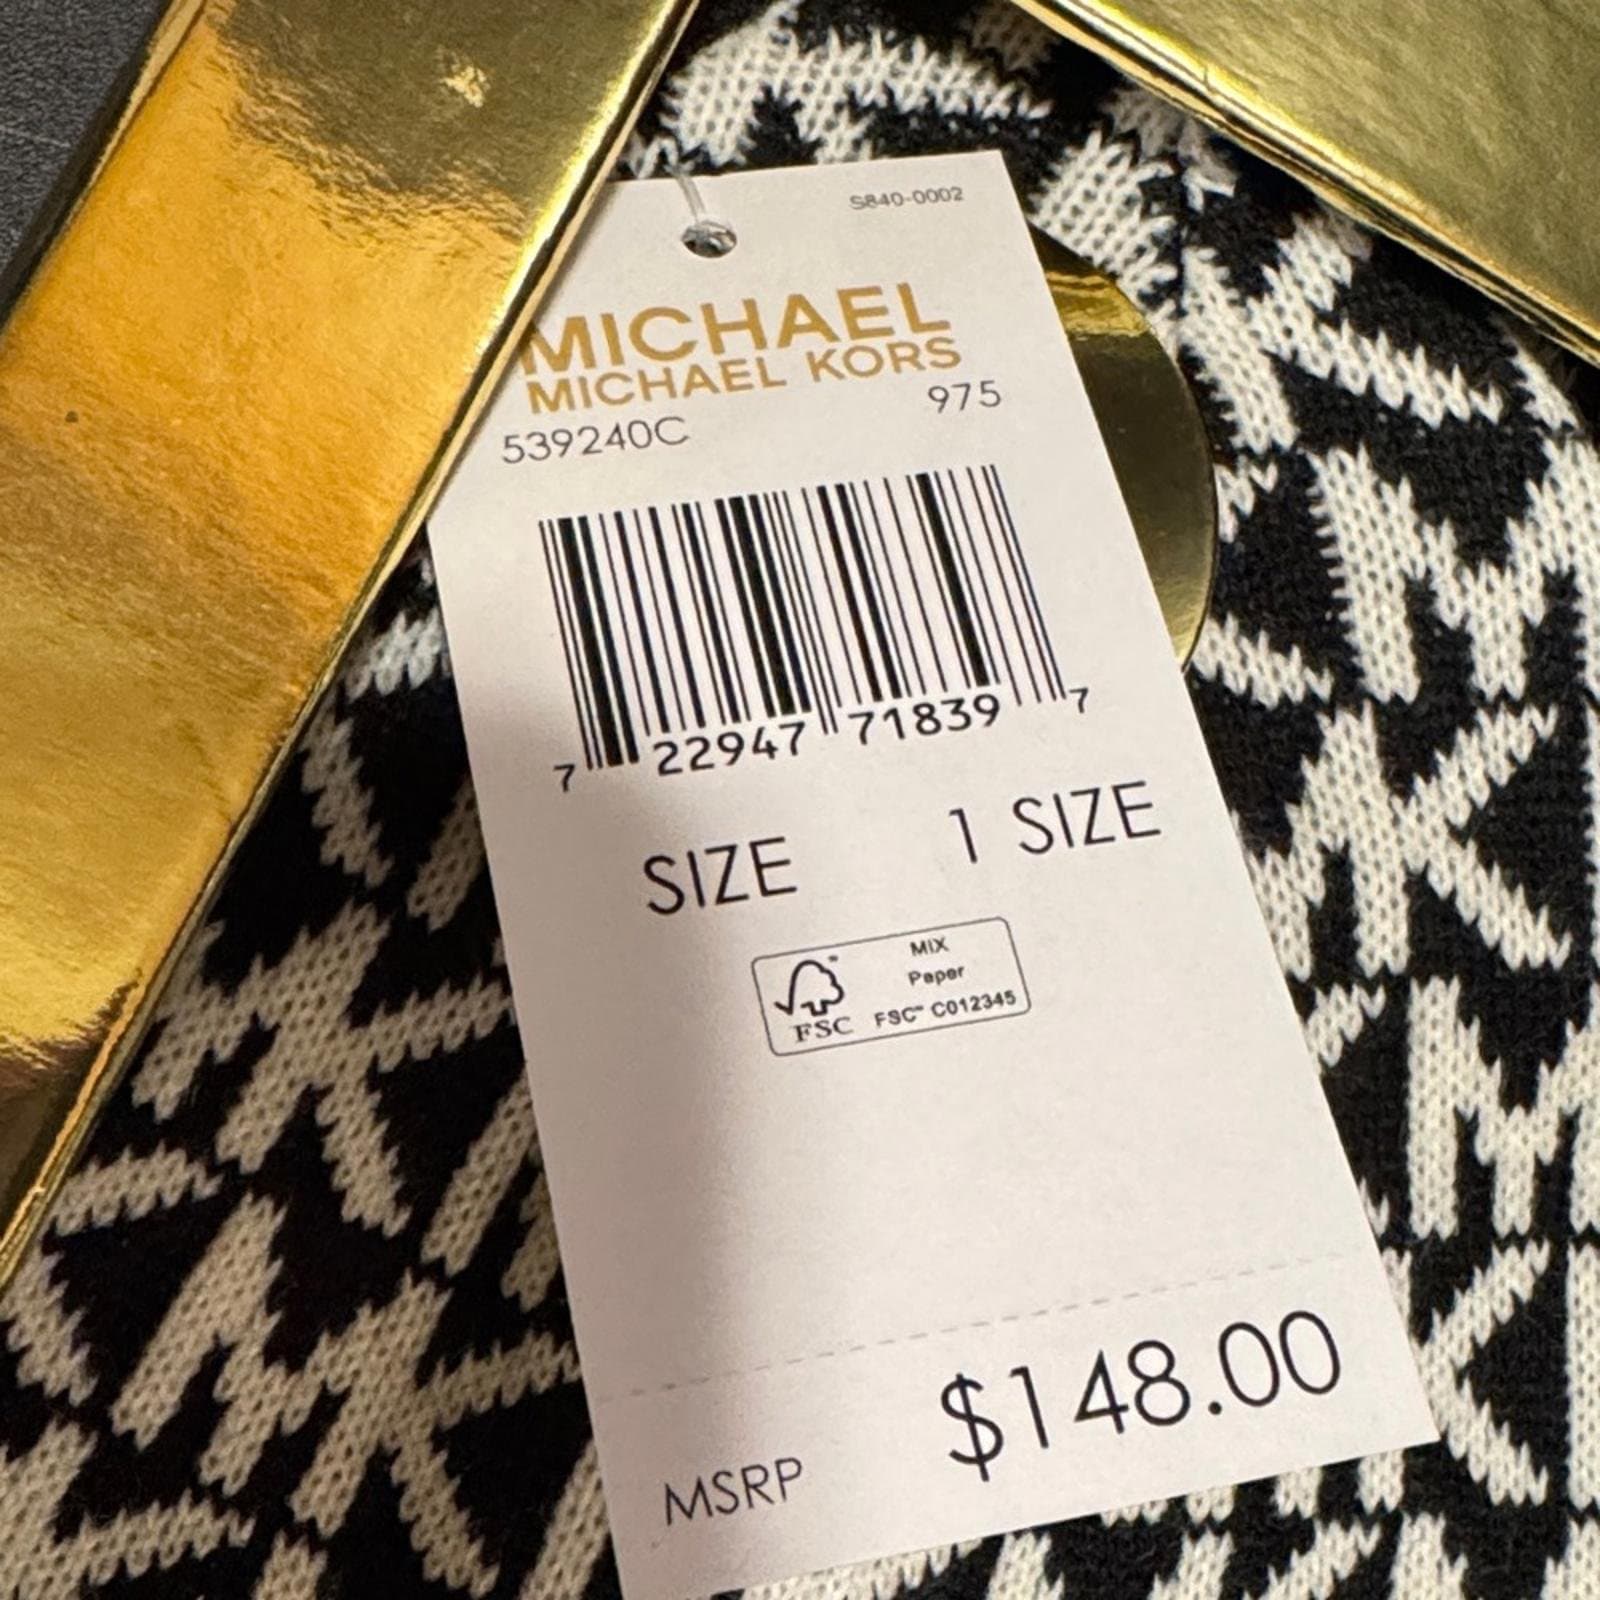 S840-0002
MICHAEL
MICHAEL KORS
539240C 975
7 22947 71839 7
SIZE 1 SIZE
MIX
Paper
FSC™ C012345
FSC
MSRP $148.00